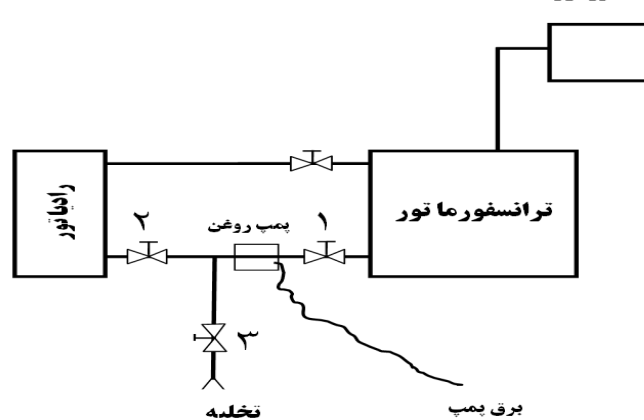 ترانسفورماتور
رادیاتور
۱
پمپ روغن
۲
۳
تخلیه
برق پمپ